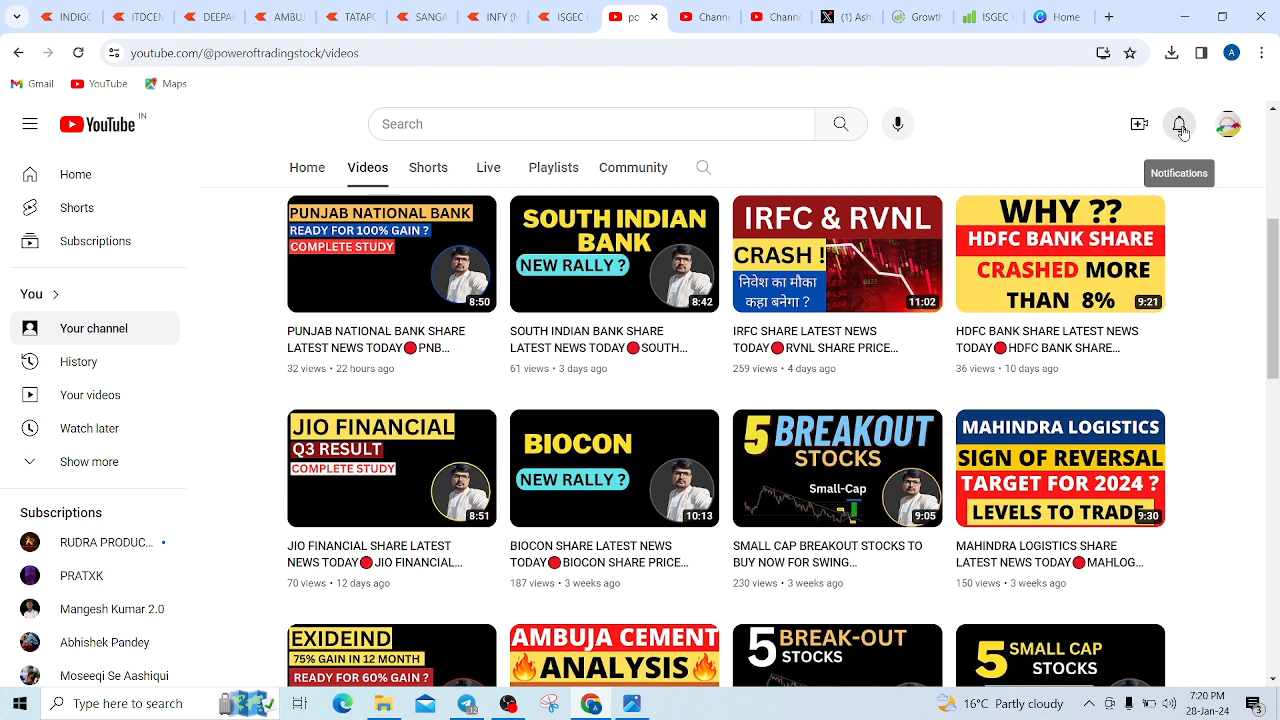 INDIGC
TATAP
SONGA
INDIGC
INFY
ITGEC
pc
Channe
Channe
(1) Ash
Growth
ISGEC
Home
youtube.com/@poweroftradingstock/videos
A
Gmail
YouTube
Maps
YouTube IN
Search
Home
Videos
Shorts
Live
Playlists
Community
Notifications
Home
Shorts
Subscriptions
You
Your channel
History
Your videos
Watch later
Show more
Subscriptions
RUDRA PRODUC...
PRATXK
Mangesh Kumar 2.0
Abhishek Pandey
Moseeqi Se Aashiqui
PUNJAB NATIONAL BANK
READY FOR 100% GAIN ?
COMPLETE STUDY
8:50
PUNJAB NATIONAL BANK SHARE
LATEST NEWS TODAY🔴PNB...
32 views • 22 hours ago
SOUTH INDIAN
BANK
NEW RALLY ?
8:42
SOUTH INDIAN BANK SHARE
LATEST NEWS TODAY🔴SOUTH...
61 views • 3 days ago
IRFC & RVNL
CRASH !
निवेश का मौका
कहा बनेगा ?
11:02
IRFC SHARE LATEST NEWS
TODAY🔴RVNL SHARE PRICE...
259 views • 4 days ago
WHY ??
HDFC BANK SHARE
CRASHED MORE
THAN 8%
9:21
HDFC BANK SHARE LATEST NEWS
TODAY🔴HDFC BANK SHARE...
36 views • 10 days ago
JIO FINANCIAL
Q3 RESULT
COMPLETE STUDY
8:51
JIO FINANCIAL SHARE LATEST
NEWS TODAY🔴JIO FINANCIAL...
70 views • 12 days ago
BIOCON
NEW RALLY ?
10:13
BIOCON SHARE LATEST NEWS
TODAY🔴BIOCON SHARE PRICE...
187 views • 3 weeks ago
5 BREAKOUT
STOCKS
Small-Cap
9:05
SMALL CAP BREAKOUT STOCKS TO
BUY NOW FOR SWING...
230 views • 3 weeks ago
MAHINDRA LOGISTICS
SIGN OF REVERSAL
TARGET FOR 2024 ?
LEVELS TO TRADE
9:30
MAHINDRA LOGISTICS SHARE
LATEST NEWS TODAY🔴MAHLOG...
150 views • 3 weeks ago
EXIDEIND
75% GAIN IN 12 MONTH
READY FOR 60% GAIN ?
AMBUJA CEMENT
🔥ANALYSIS🔥
5 BREAK-OUT
STOCKS
5 SMALL CAP
STOCKS
Type here to search
12
16°C Partly cloudy
7:20 PM
28-Jan-24
3